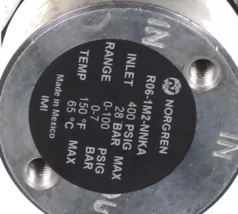 NORGREN
R06-1M2-NNKA
INLET 400 PSIG MAX
28 BAR
RANGE 0-100 PSIG
0-7 BAR
TEMP 150 °F MAX
65 °C
Made in Mexico IMI
IN
IN